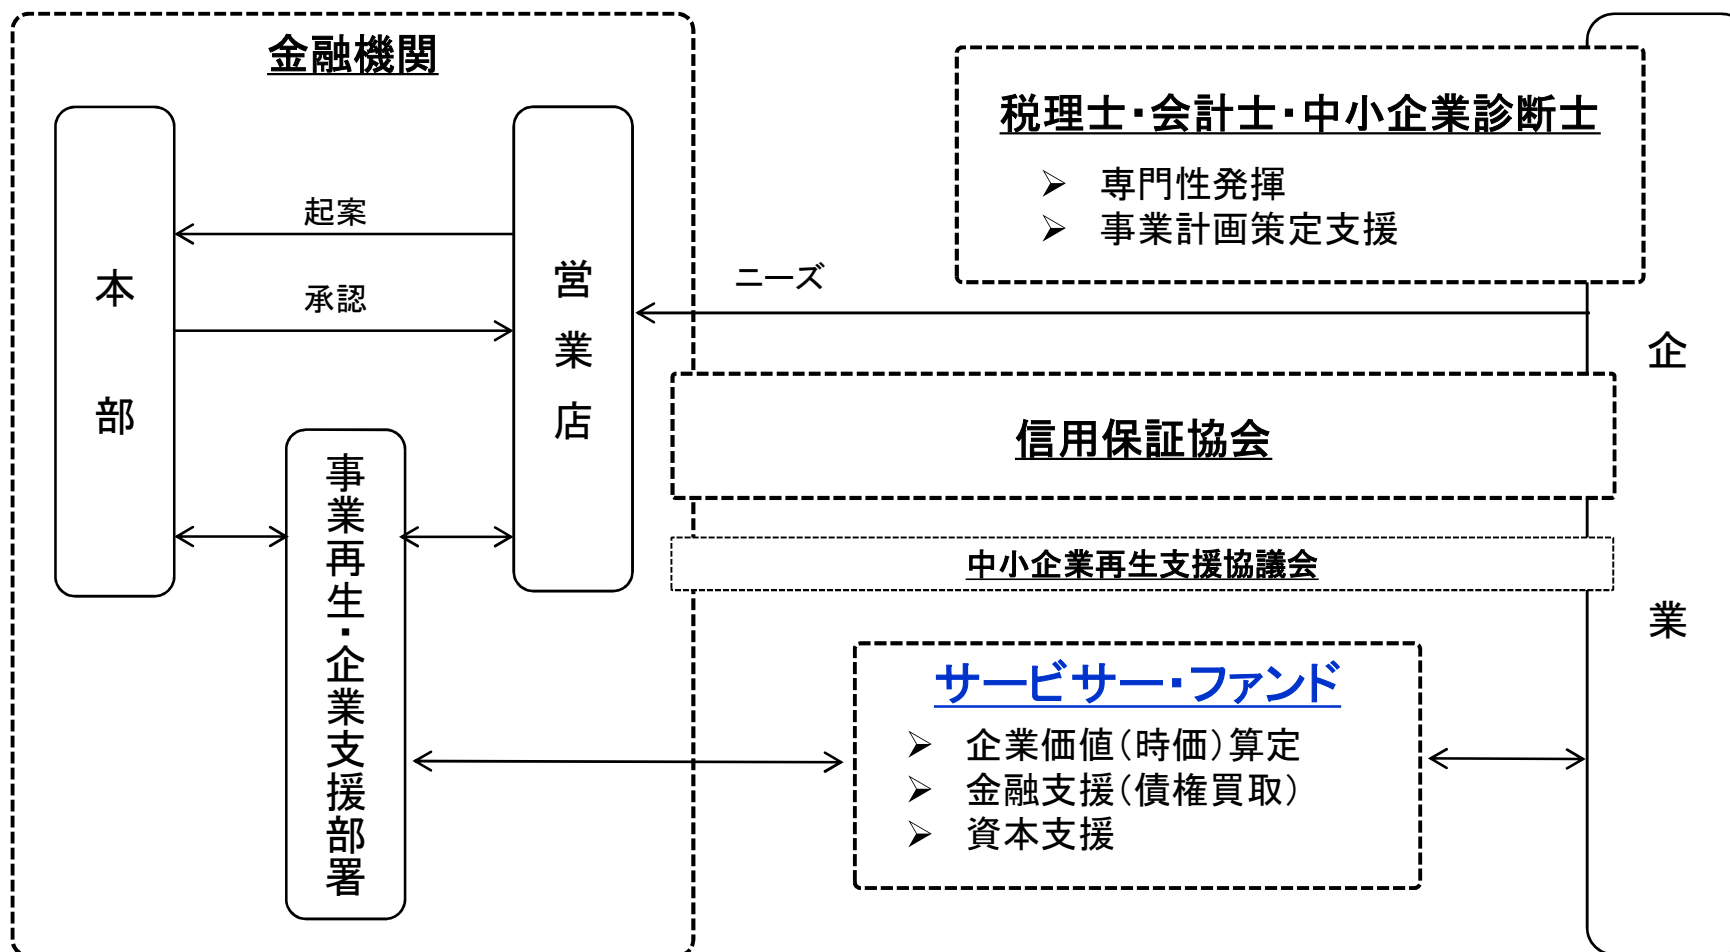 金融機関
本部
起案
承認
営業店
事業再生・企業支援部署
ニーズ
税理士・会計士・中小企業診断士
➢ 専門性発揮
➢ 事業計画策定支援
信用保証協会
中小企業再生支援協議会
サービサー・ファンド
➢ 企業価値（時価）算定
➢ 金融支援（債権買取）
➢ 資本支援
企業